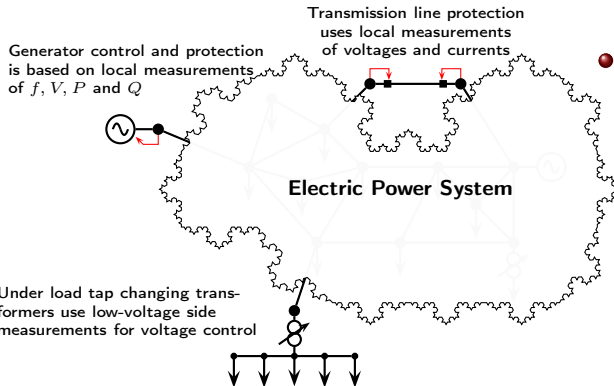 Transmission line protection
uses local measurements
of voltages and currents
Generator control and protection
is based on local measurements
of f, V, P and Q
Electric Power System
Under load tap changing trans-
formers use low-voltage side
measurements for voltage control